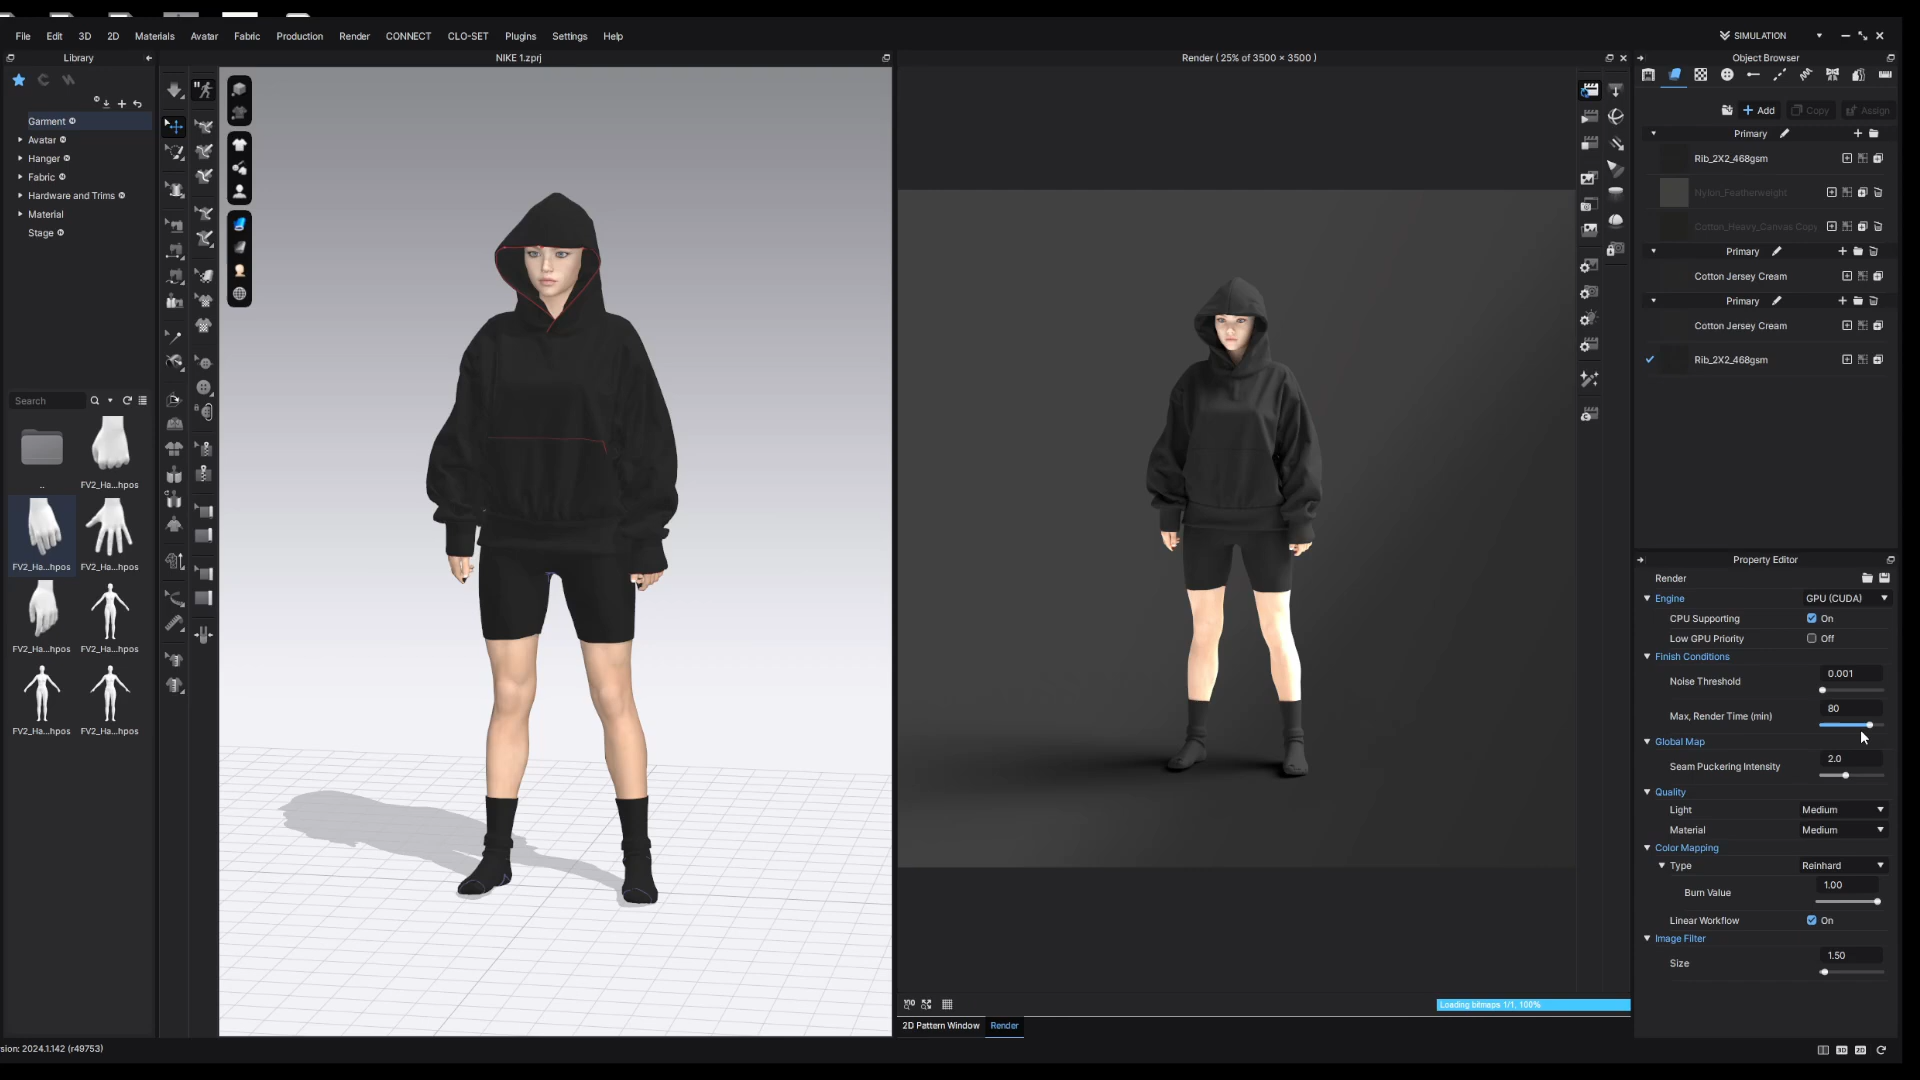 File Edit 3D 2D Materials Avatar Fabric Production Render CONNECT CLO-SET Plugins Settings Help
SIMULATION
Library
NIKE 1.zprj
Render ( 25% of 3500 × 3500 )
Object Browser
Garment
Avatar
Hanger
Fabric
Hardware and Trims
Material
Stage
Search
..
FV2_Ha...hpos
FV2_Ha...hpos FV2_Ha...hpos
FV2_Ha...hpos FV2_Ha...hpos
FV2_Ha...hpos FV2_Ha...hpos
Add Copy Assign
Primary
Rib_2X2_468gsm
Nylon_Featherweight
Cotton_Heavy_Canvas Copy
Primary
Cotton Jersey Cream
Primary
Cotton Jersey Cream
Rib_2X2_468gsm
Property Editor
Render
Engine GPU (CUDA)
CPU Supporting On
Low GPU Priority Off
Finish Conditions
Noise Threshold 0.001
Max, Render Time (min) 80
Global Map
Seam Puckering Intensity 2.0
Quality
Light Medium
Material Medium
Color Mapping
Type Reinhard
Burn Value 1.00
Linear Workflow On
Image Filter
Size 1.50
Loading bitmaps 1/1, 100%
2D Pattern Window Render
sion: 2024.1.142 (r49753)
3D 2D